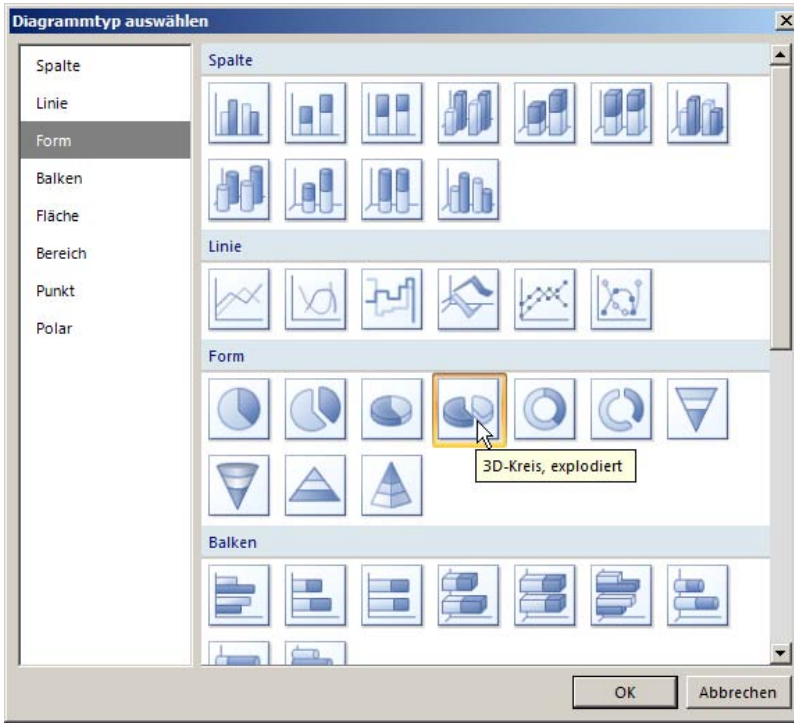 Diagrammtyp auswählen
Spalte
Linie
Form
Balken
Fläche
Bereich
Punkt
Polar
Spalte
Linie
Form
3D-Kreis, explodiert
Balken
OK
Abbrechen